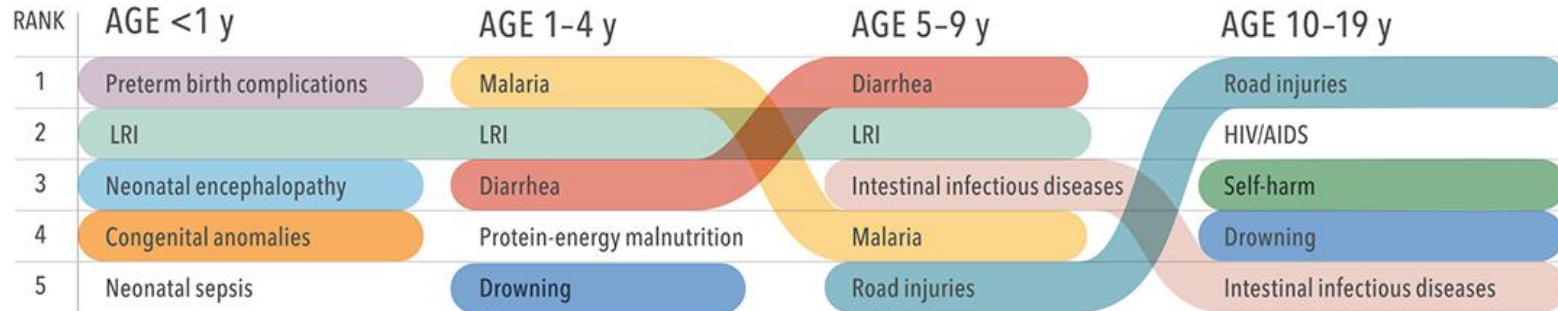 RANK AGE <1 y AGE 1–4 y AGE 5–9 y AGE 10–19 y
1 Preterm birth complications Malaria Diarrhea Road injuries
2 LRI LRI LRI HIV/AIDS
3 Neonatal encephalopathy Diarrhea Intestinal infectious diseases Self-harm
4 Congenital anomalies Protein-energy malnutrition Malaria Drowning
5 Neonatal sepsis Drowning Road injuries Intestinal infectious diseases